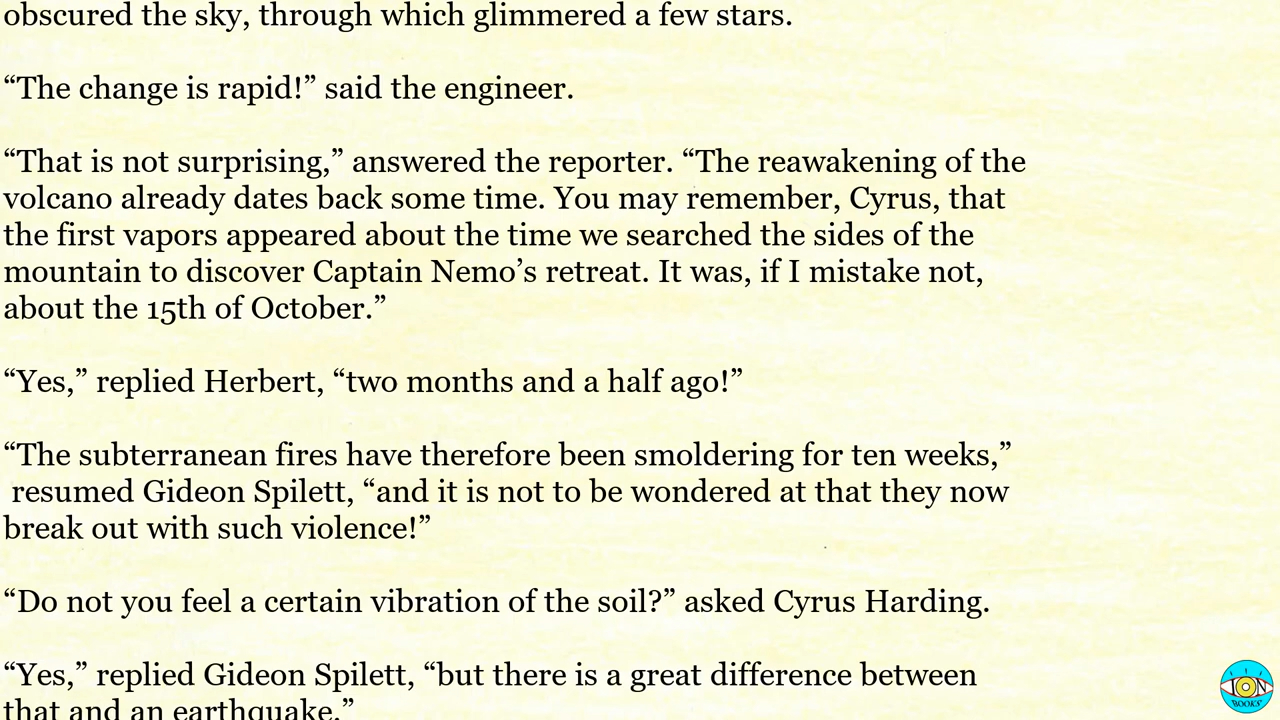 obscured the sky, through which glimmered a few stars.
“The change is rapid!” said the engineer.
“That is not surprising,” answered the reporter. “The reawakening of the
volcano already dates back some time. You may remember, Cyrus, that
the first vapors appeared about the time we searched the sides of the
mountain to discover Captain Nemo’s retreat. It was, if I mistake not,
about the 15th of October.”
“Yes,” replied Herbert, “two months and a half ago!”
“The subterranean fires have therefore been smoldering for ten weeks,”
resumed Gideon Spilett, “and it is not to be wondered at that they now
break out with such violence!”
“Do not you feel a certain vibration of the soil?” asked Cyrus Harding.
“Yes,” replied Gideon Spilett, “but there is a great difference between
that and an earthquake.”
ION
BOOKS